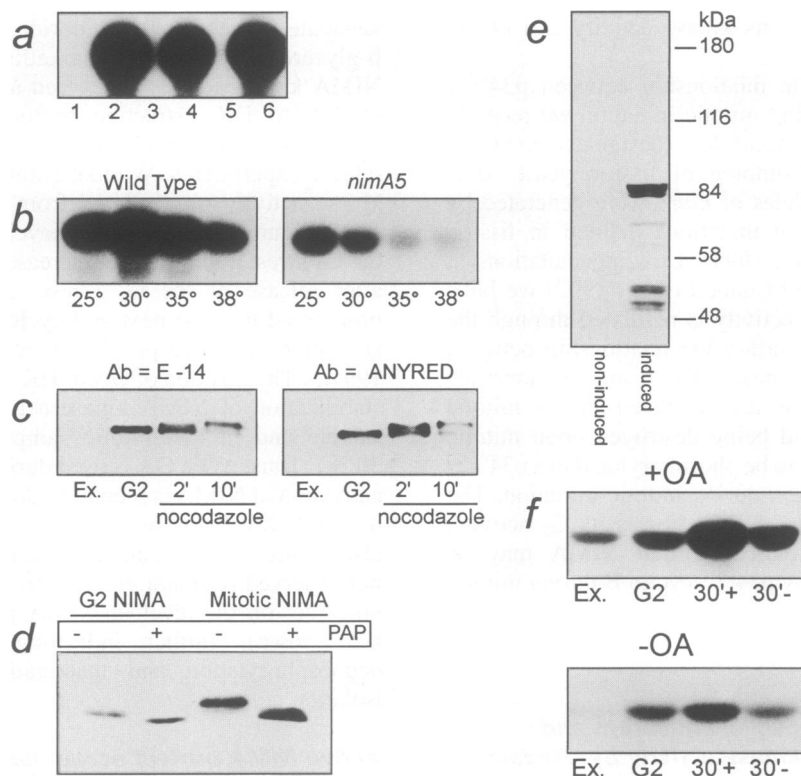 a
1 2 3 4 5 6
b
Wild Type
nimA5
25° 30° 35° 38°
25° 30° 35° 38°
c
Ab = E -14
Ab = ANYRED
Ex. G2 2' 10'
nocodazole
Ex. G2 2' 10'
nocodazole
d
G2 NIMA
Mitotic NIMA
- + - + PAP
e
kDa
180
116
84
58
48
non-induced
induced
f
+OA
Ex. G2 30'+ 30'-
-OA
Ex. G2 30'+ 30'-